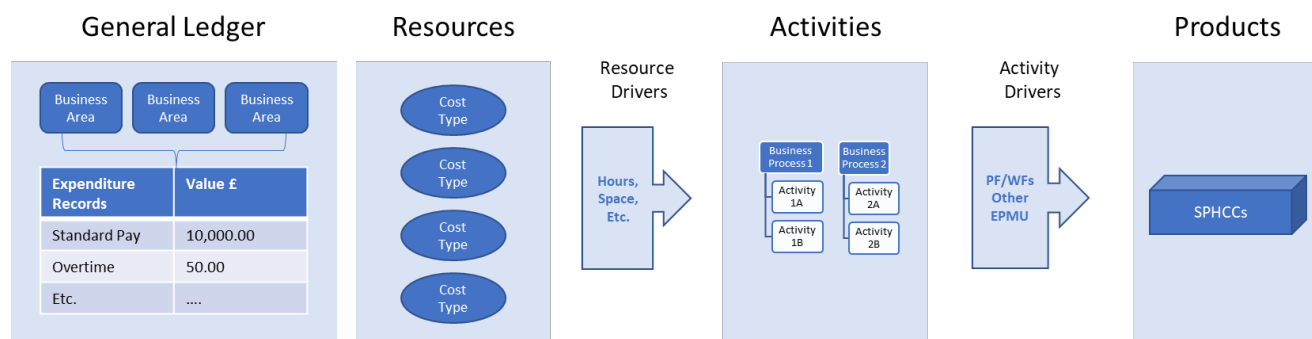 General Ledger
Business
Area
Business
Area
Business
Area
Expenditure
Records
Value £
Standard Pay
10,000.00
Overtime
50.00
Etc.
....
Resources
Cost
Type
Cost
Type
Cost
Type
Cost
Type
Resource
Drivers
Hours,
Space,
Etc.
Activities
Business
Process 1
Activity
1A
Activity
1B
Business
Process 2
Activity
2A
Activity
2B
Activity
Drivers
PF/WFs
Other
EPMU
Products
SPHCCs